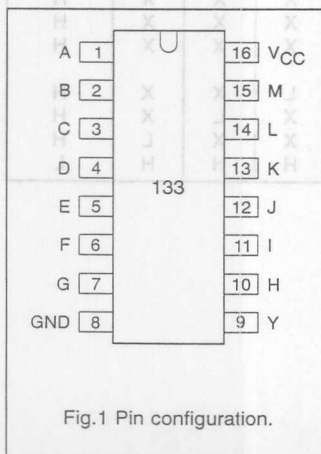 A 1 16 VCC
B 2 15 M
C 3 14 L
D 4 13 K
133
E 5 12 J
F 6 11 I
G 7 10 H
GND 8 9 Y
Fig.1 Pin configuration.